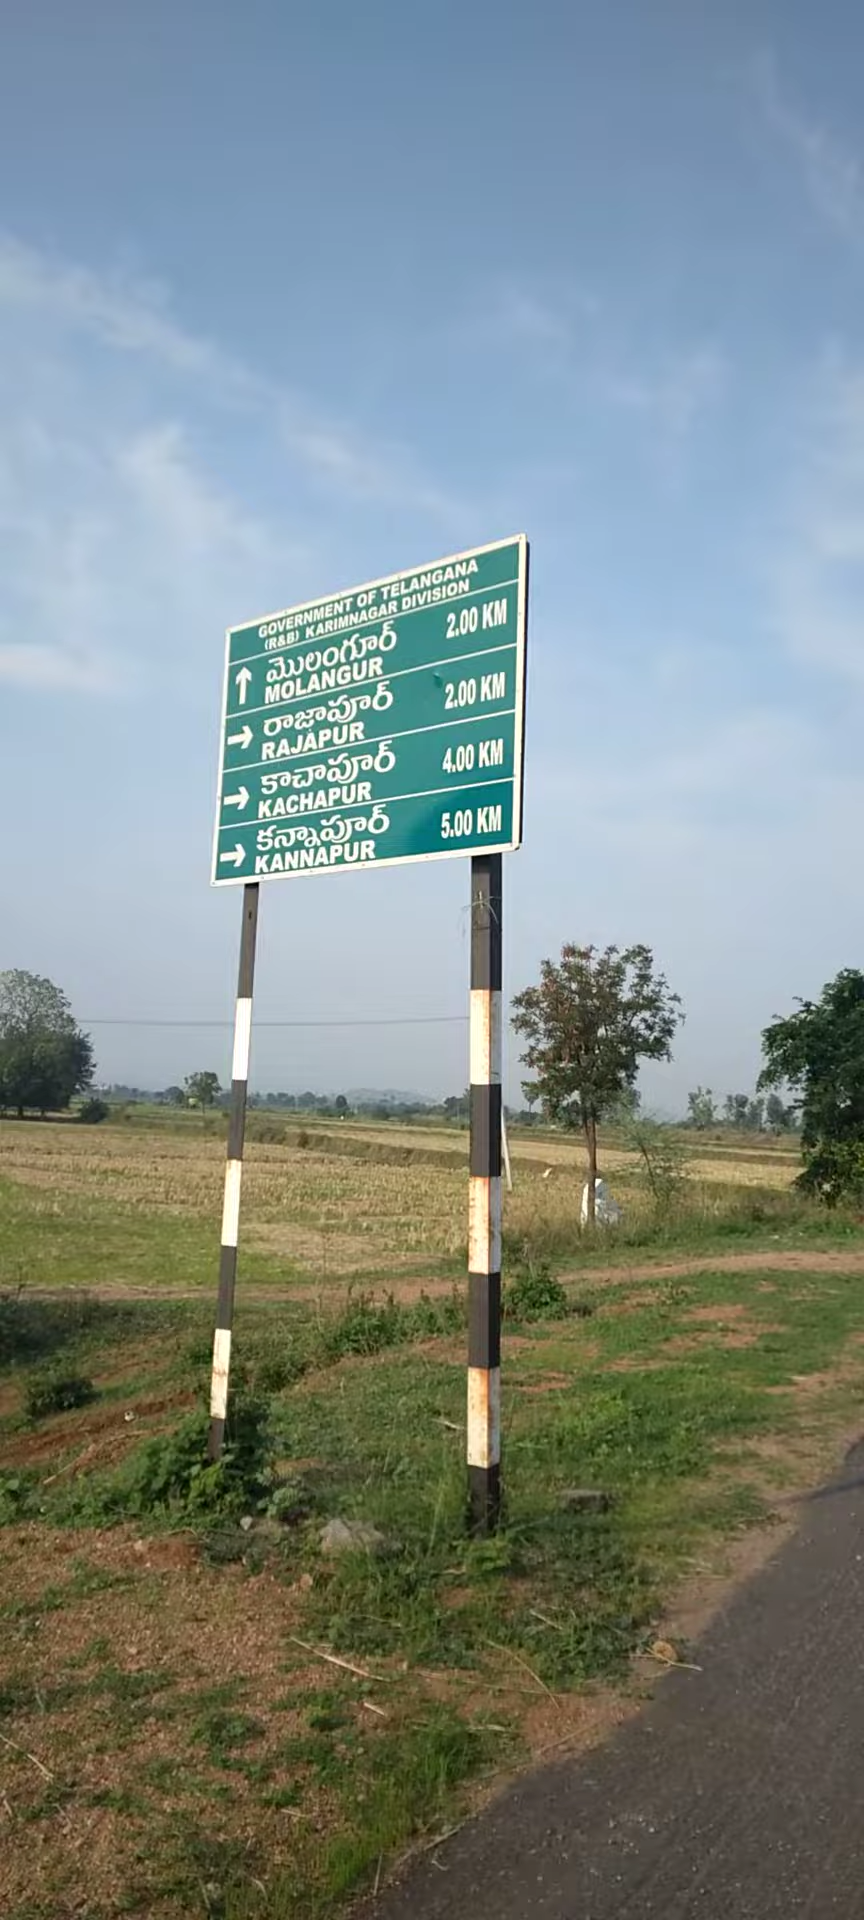 GOVERNMENT OF TELANGANA
(R&B) KARIMNAGAR DIVISION
↑ మొలంగూర్ 2.00 KM
MOLANGUR
→ రాజాపూర్ 2.00 KM
RAJAPUR
→ కాచాపూర్ 4.00 KM
KACHAPUR
→ కన్నాపూర్ 5.00 KM
KANNAPUR